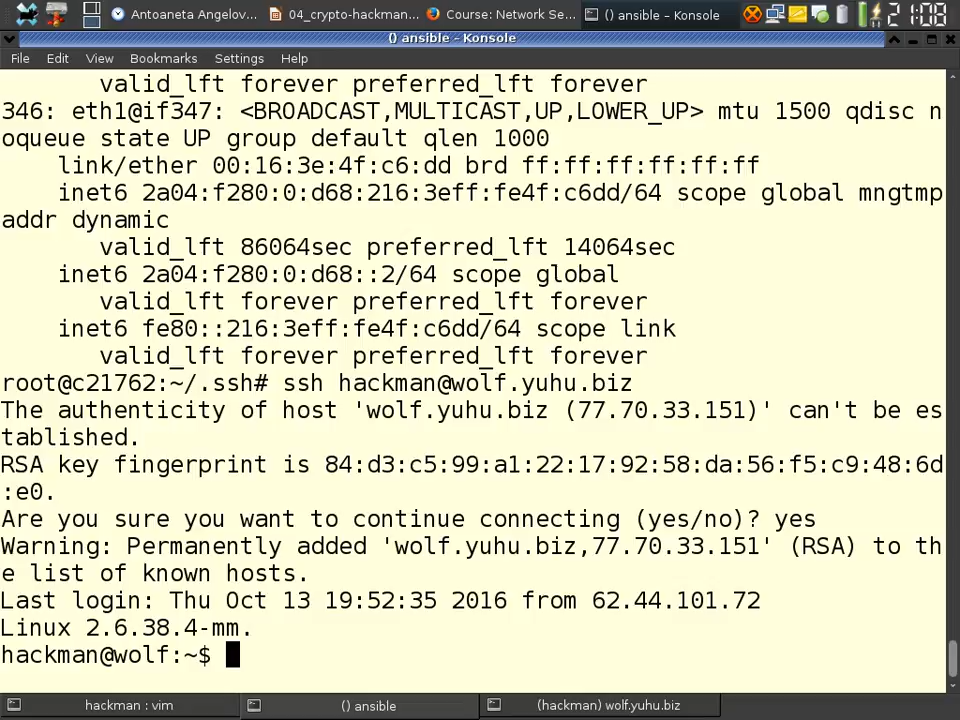 Antoaneta Angelov... 04_crypto-hackman... Course: Network Se... () ansible – Konsole 21:08
() ansible – Konsole
File Edit View Bookmarks Settings Help
valid_lft forever preferred_lft forever
346: eth1@if347: <BROADCAST,MULTICAST,UP,LOWER_UP> mtu 1500 qdisc n
oqueue state UP group default qlen 1000
link/ether 00:16:3e:4f:c6:dd brd ff:ff:ff:ff:ff:ff
inet6 2a04:f280:0:d68:216:3eff:fe4f:c6dd/64 scope global mngtmp
addr dynamic
valid_lft 86064sec preferred_lft 14064sec
inet6 2a04:f280:0:d68::2/64 scope global
valid_lft forever preferred_lft forever
inet6 fe80::216:3eff:fe4f:c6dd/64 scope link
valid_lft forever preferred_lft forever
root@c21762:~/.ssh# ssh hackman@wolf.yuhu.biz
The authenticity of host 'wolf.yuhu.biz (77.70.33.151)' can't be es
tablished.
RSA key fingerprint is 84:d3:c5:99:a1:22:17:92:58:da:56:f5:c9:48:6d
:e0.
Are you sure you want to continue connecting (yes/no)? yes
Warning: Permanently added 'wolf.yuhu.biz,77.70.33.151' (RSA) to th
e list of known hosts.
Last login: Thu Oct 13 19:52:35 2016 from 62.44.101.72
Linux 2.6.38.4-mm.
hackman@wolf:~$
hackman : vim () ansible (hackman) wolf.yuhu.biz